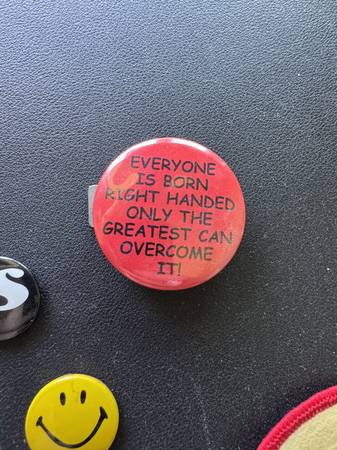 EVERYONE
IS BORN
RIGHT HANDED
ONLY THE
GREATEST CAN
OVERCOME
IT!
S